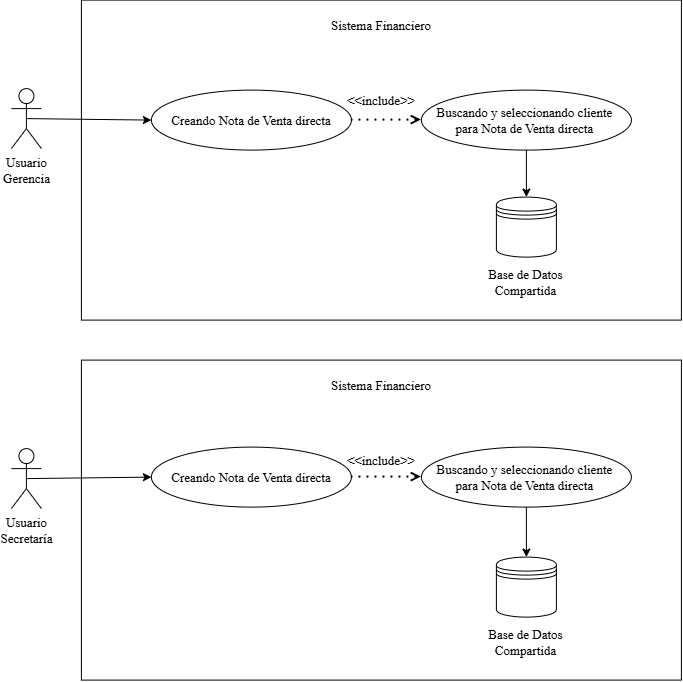 Sistema Financiero
Creando Nota de Venta directa
<<include>>
Buscando y seleccionando cliente
para Nota de Venta directa
Usuario
Gerencia
Base de Datos
Compartida
Sistema Financiero
Creando Nota de Venta directa
<<include>>
Buscando y seleccionando cliente
para Nota de Venta directa
Usuario
Secretaría
Base de Datos
Compartida